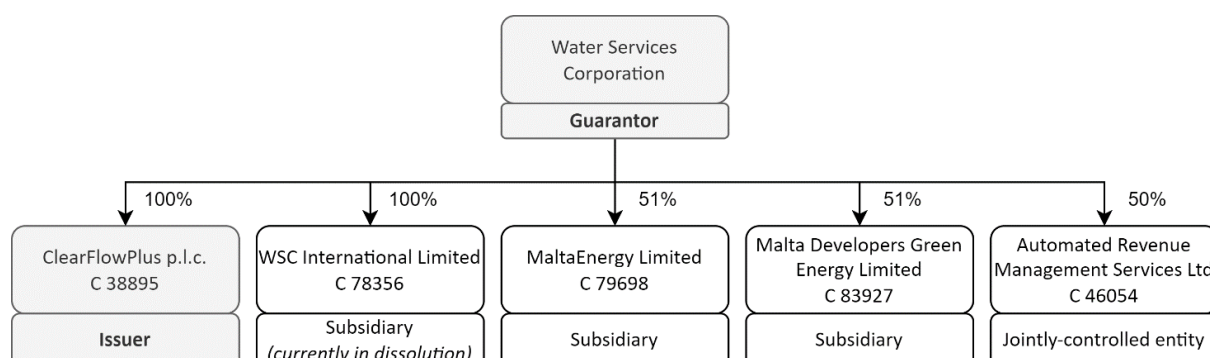 Water Services
Corporation
Guarantor
100%
100%
51%
51%
50%
ClearFlowPlus p.l.c.
C 38895
Issuer
WSC International Limited
C 78356
Subsidiary
(currently in dissolution)
MaltaEnergy Limited
C 79698
Subsidiary
Malta Developers Green
Energy Limited
C 83927
Subsidiary
Automated Revenue
Management Services Ltd
C 46054
Jointly-controlled entity